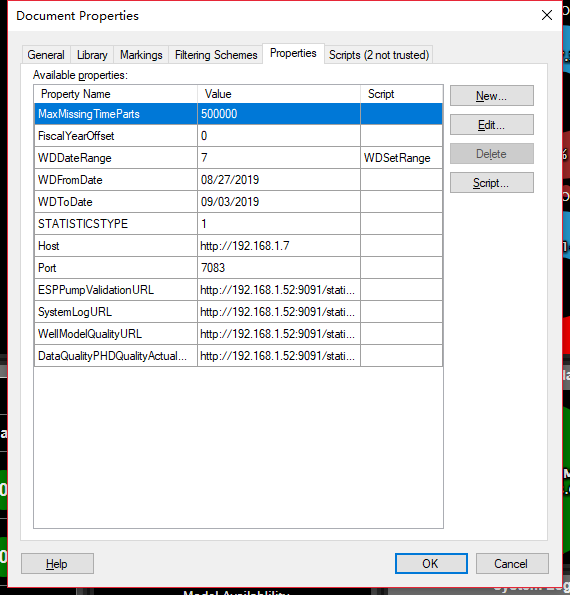 Document Properties
General Library Markings Filtering Schemes Properties Scripts (2 not trusted)
Available properties:
Property Name Value Script
MaxMissingTimeParts 500000
FiscalYearOffset 0
WDDateRange 7 WDSetRange
WDFromDate 08/27/2019
WDToDate 09/03/2019
STATISTICSTYPE 1
Host http://192.168.1.7
Port 7083
ESPPumpValidationURL http://192.168.1.52:9091/stati...
SystemLogURL http://192.168.1.52:9091/stati...
WellModelQualityURL http://192.168.1.52:9091/stati...
DataQualityPHDQualityActual... http://192.168.1.52:9091/stati...
New...
Edit...
Delete
Script...
Help OK Cancel